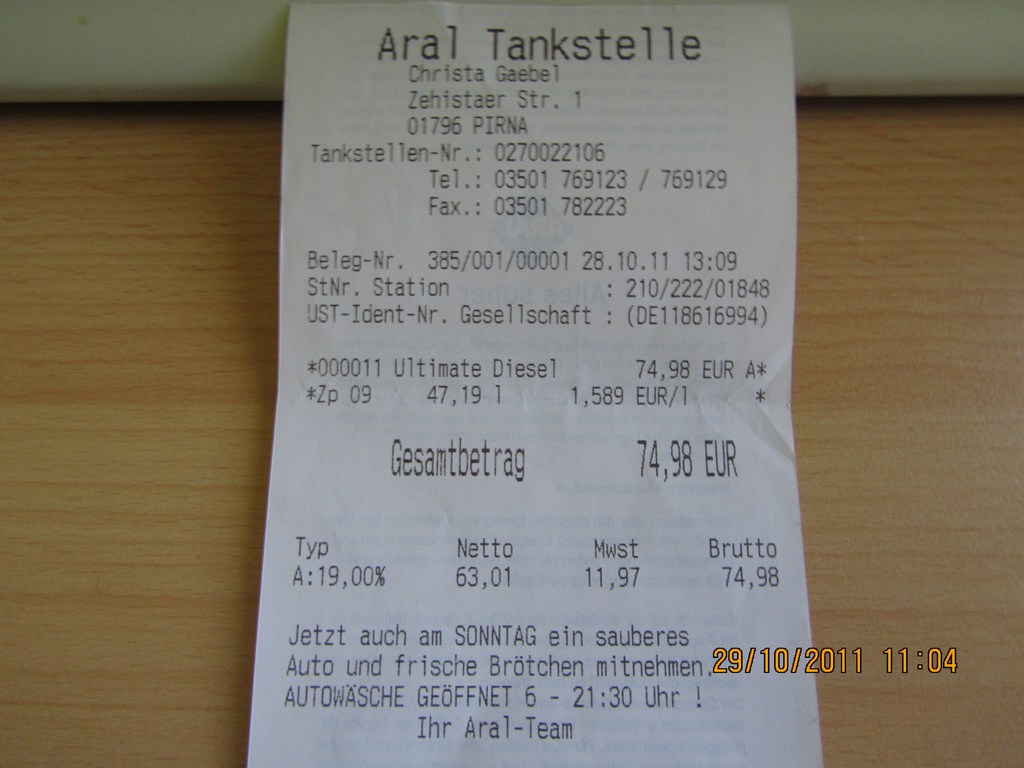 Aral Tankstelle
Christa Gaebel
Zehistaer Str. 1
01796 PIRNA
Tankstellen-Nr.: 0270022106
Tel.: 03501 769123 / 769129
Fax.: 03501 782223
Beleg-Nr. 385/001/00001 28.10.11 13:09
StNr. Station : 210/222/01848
UST-Ident-Nr. Gesellschaft : (DE118616994)
*000011 Ultimate Diesel 74,98 EUR A*
*Zp 09 47,19 l 1,589 EUR/l *
Gesamtbetrag 74,98 EUR
Typ Netto Mwst Brutto
A:19,00% 63,01 11,97 74,98
Jetzt auch am SONNTAG ein sauberes
Auto und frische Brötchen mitnehmen.
AUTOWÄSCHE GEÖFFNET 6 - 21:30 Uhr !
Ihr Aral-Team
29/10/2011 11:04